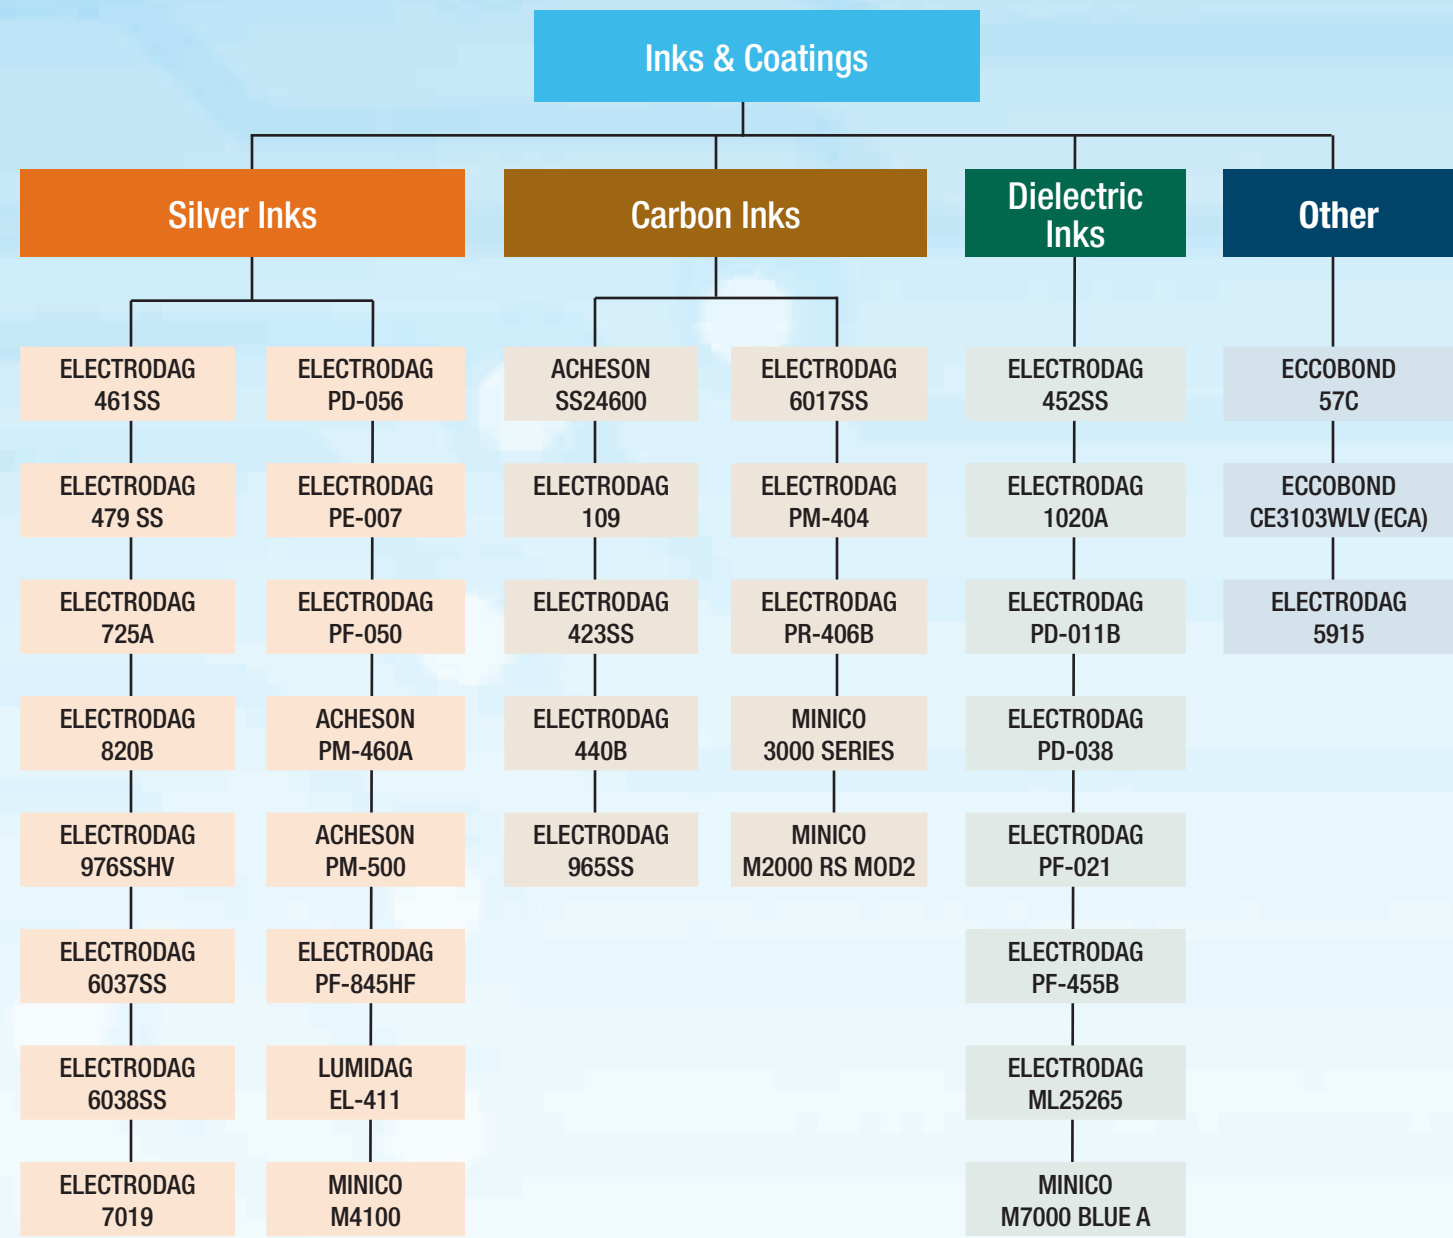 Inks & Coatings
Silver Inks
ELECTRODAG
461SS
ELECTRODAG
479 SS
ELECTRODAG
725A
ELECTRODAG
820B
ELECTRODAG
976SSHV
ELECTRODAG
6037SS
ELECTRODAG
6038SS
ELECTRODAG
7019
ELECTRODAG
PD-056
ELECTRODAG
PE-007
ELECTRODAG
PF-050
ACHESON
PM-460A
ACHESON
PM-500
ELECTRODAG
PF-845HF
LUMIDAG
EL-411
MINICO
M4100
Carbon Inks
ACHESON
SS24600
ELECTRODAG
109
ELECTRODAG
423SS
ELECTRODAG
440B
ELECTRODAG
965SS
ELECTRODAG
6017SS
ELECTRODAG
PM-404
ELECTRODAG
PR-406B
MINICO
3000 SERIES
MINICO
M2000 RS MOD2
Dielectric
Inks
ELECTRODAG
452SS
ELECTRODAG
1020A
ELECTRODAG
PD-011B
ELECTRODAG
PD-038
ELECTRODAG
PF-021
ELECTRODAG
PF-455B
ELECTRODAG
ML25265
MINICO
M7000 BLUE A
Other
ECCOBOND
57C
ECCOBOND
CE3103WLV (ECA)
ELECTRODAG
5915